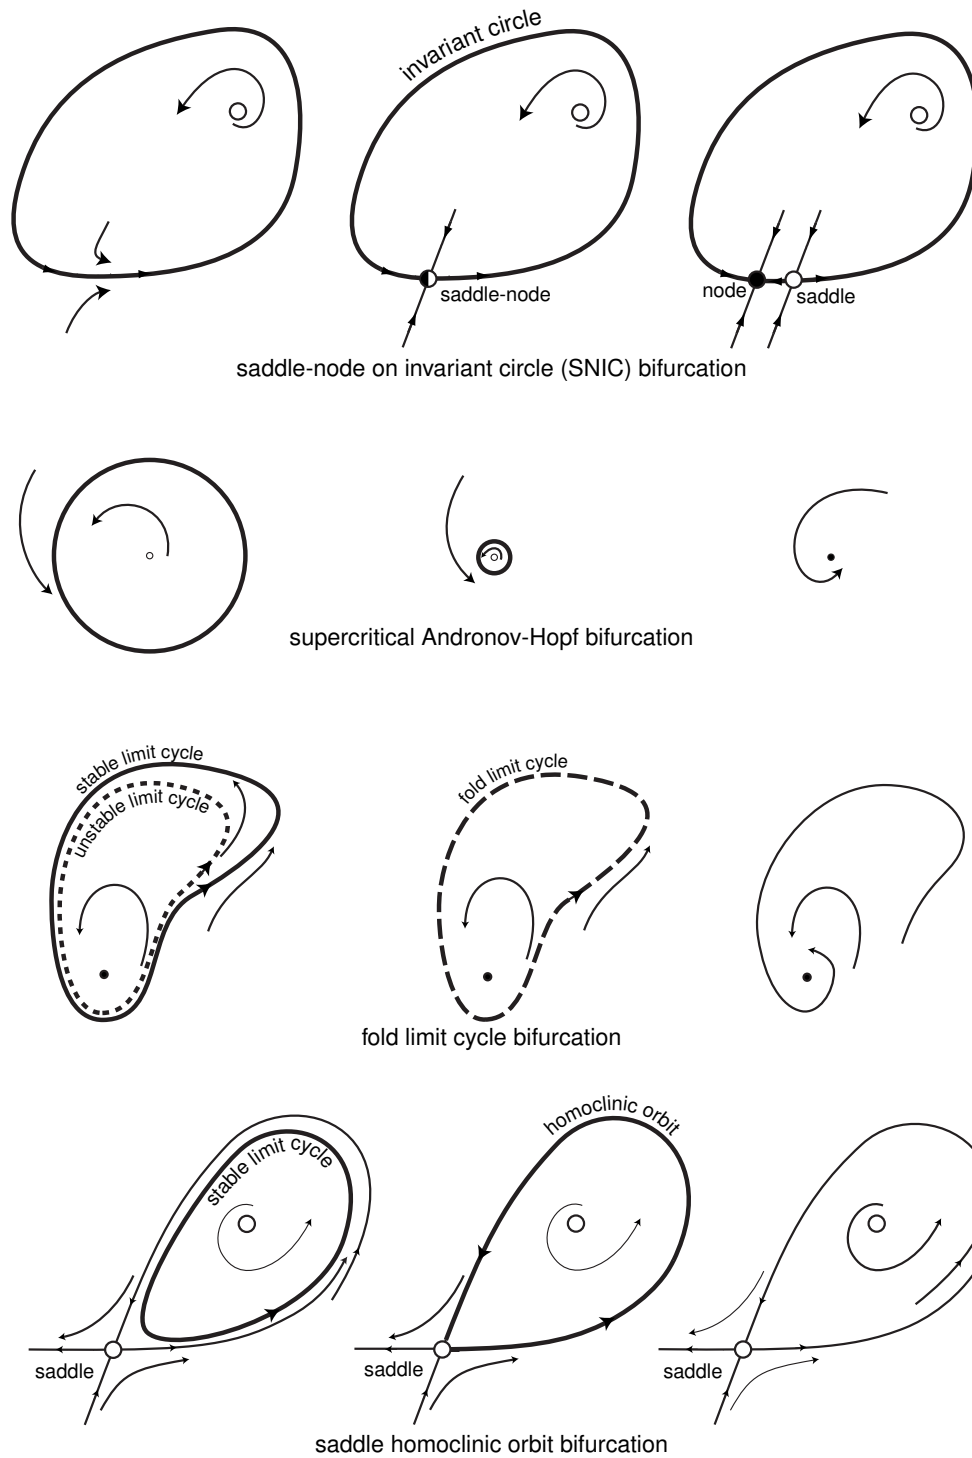 invariant circle
saddle-node
node
saddle
saddle-node on invariant circle (SNIC) bifurcation
supercritical Andronov-Hopf bifurcation
stable limit cycle
unstable limit cycle
fold limit cycle
fold limit cycle bifurcation
stable limit cycle
homoclinic orbit
saddle
saddle
saddle
saddle homoclinic orbit bifurcation